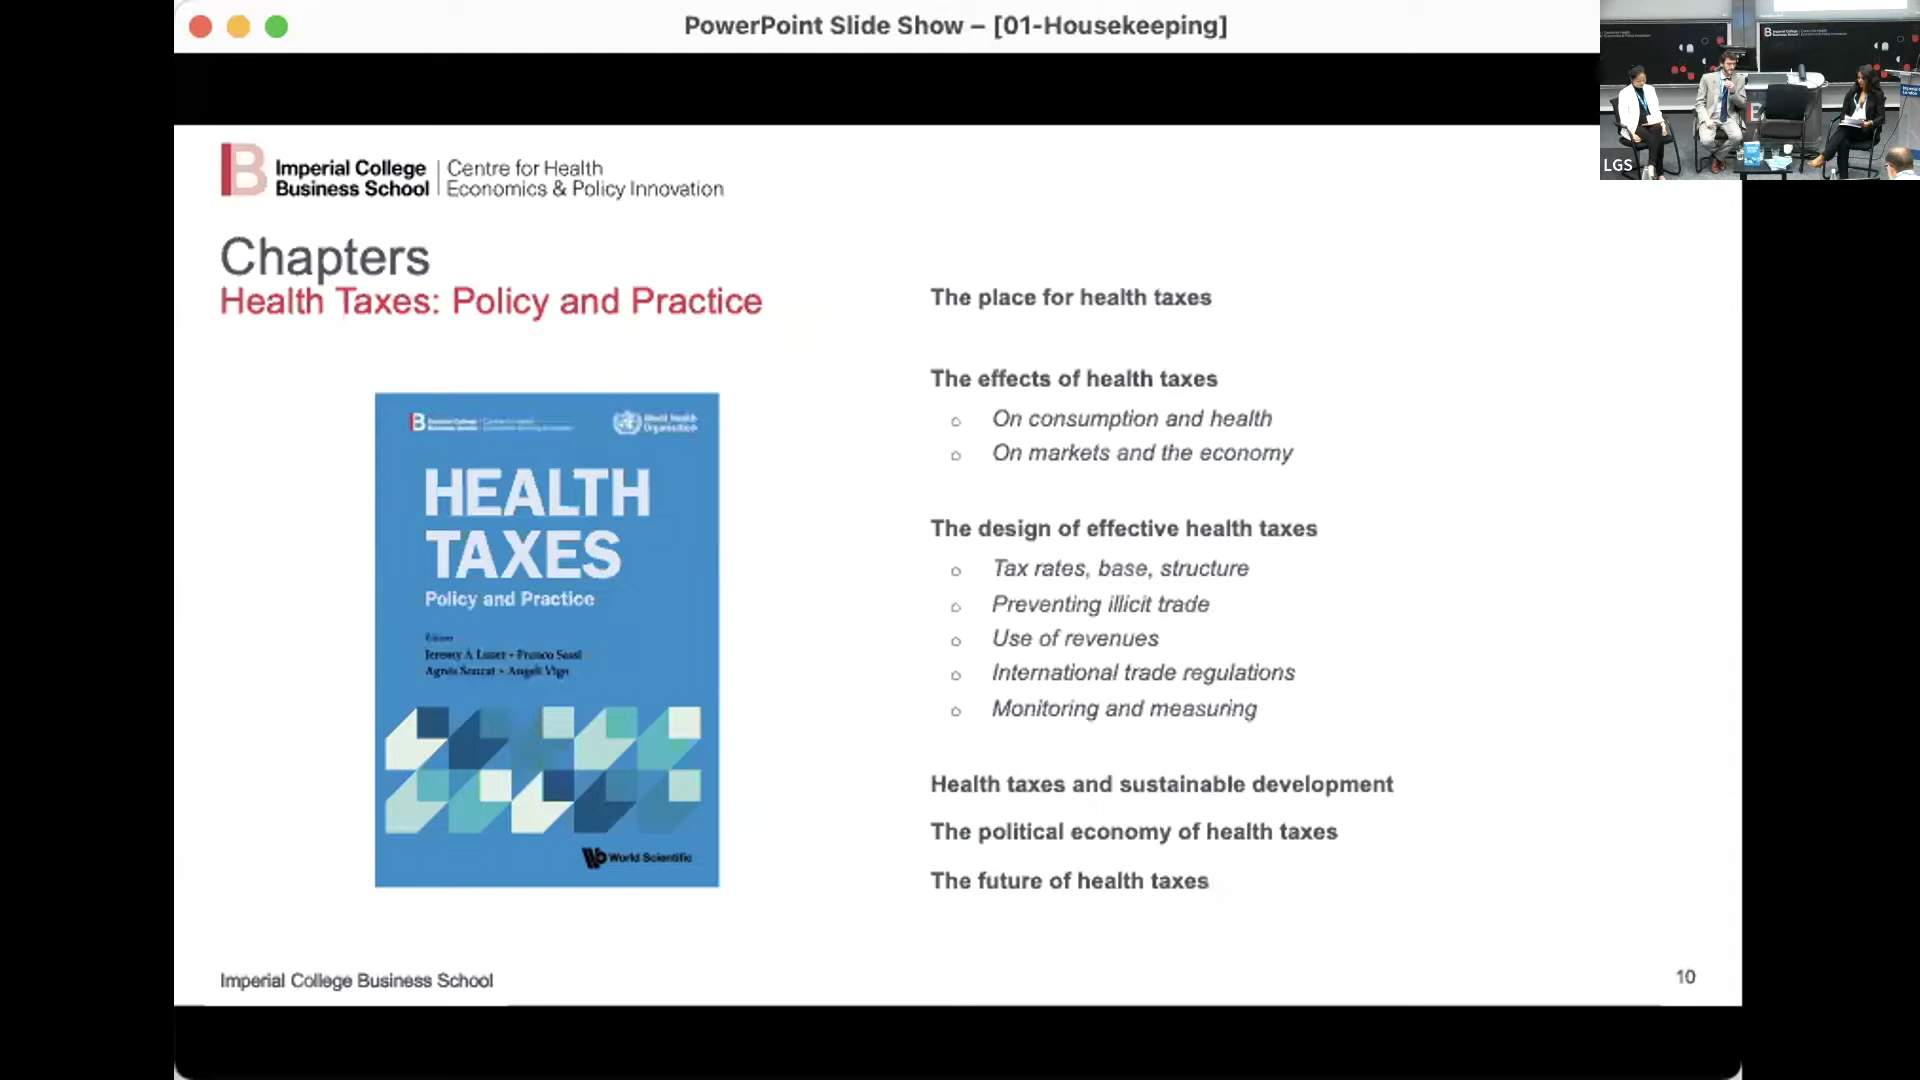 PowerPoint Slide Show – [01-Housekeeping]
LGS
Imperial College
Business School
Centre for Health
Economics & Policy Innovation
Chapters
Health Taxes: Policy and Practice
World Health
Organization
HEALTH
TAXES
Policy and Practice
World Scientific
The place for health taxes
The effects of health taxes
On consumption and health
On markets and the economy
The design of effective health taxes
Tax rates, base, structure
Preventing illicit trade
Use of revenues
International trade regulations
Monitoring and measuring
Health taxes and sustainable development
The political economy of health taxes
The future of health taxes
Imperial College Business School
10